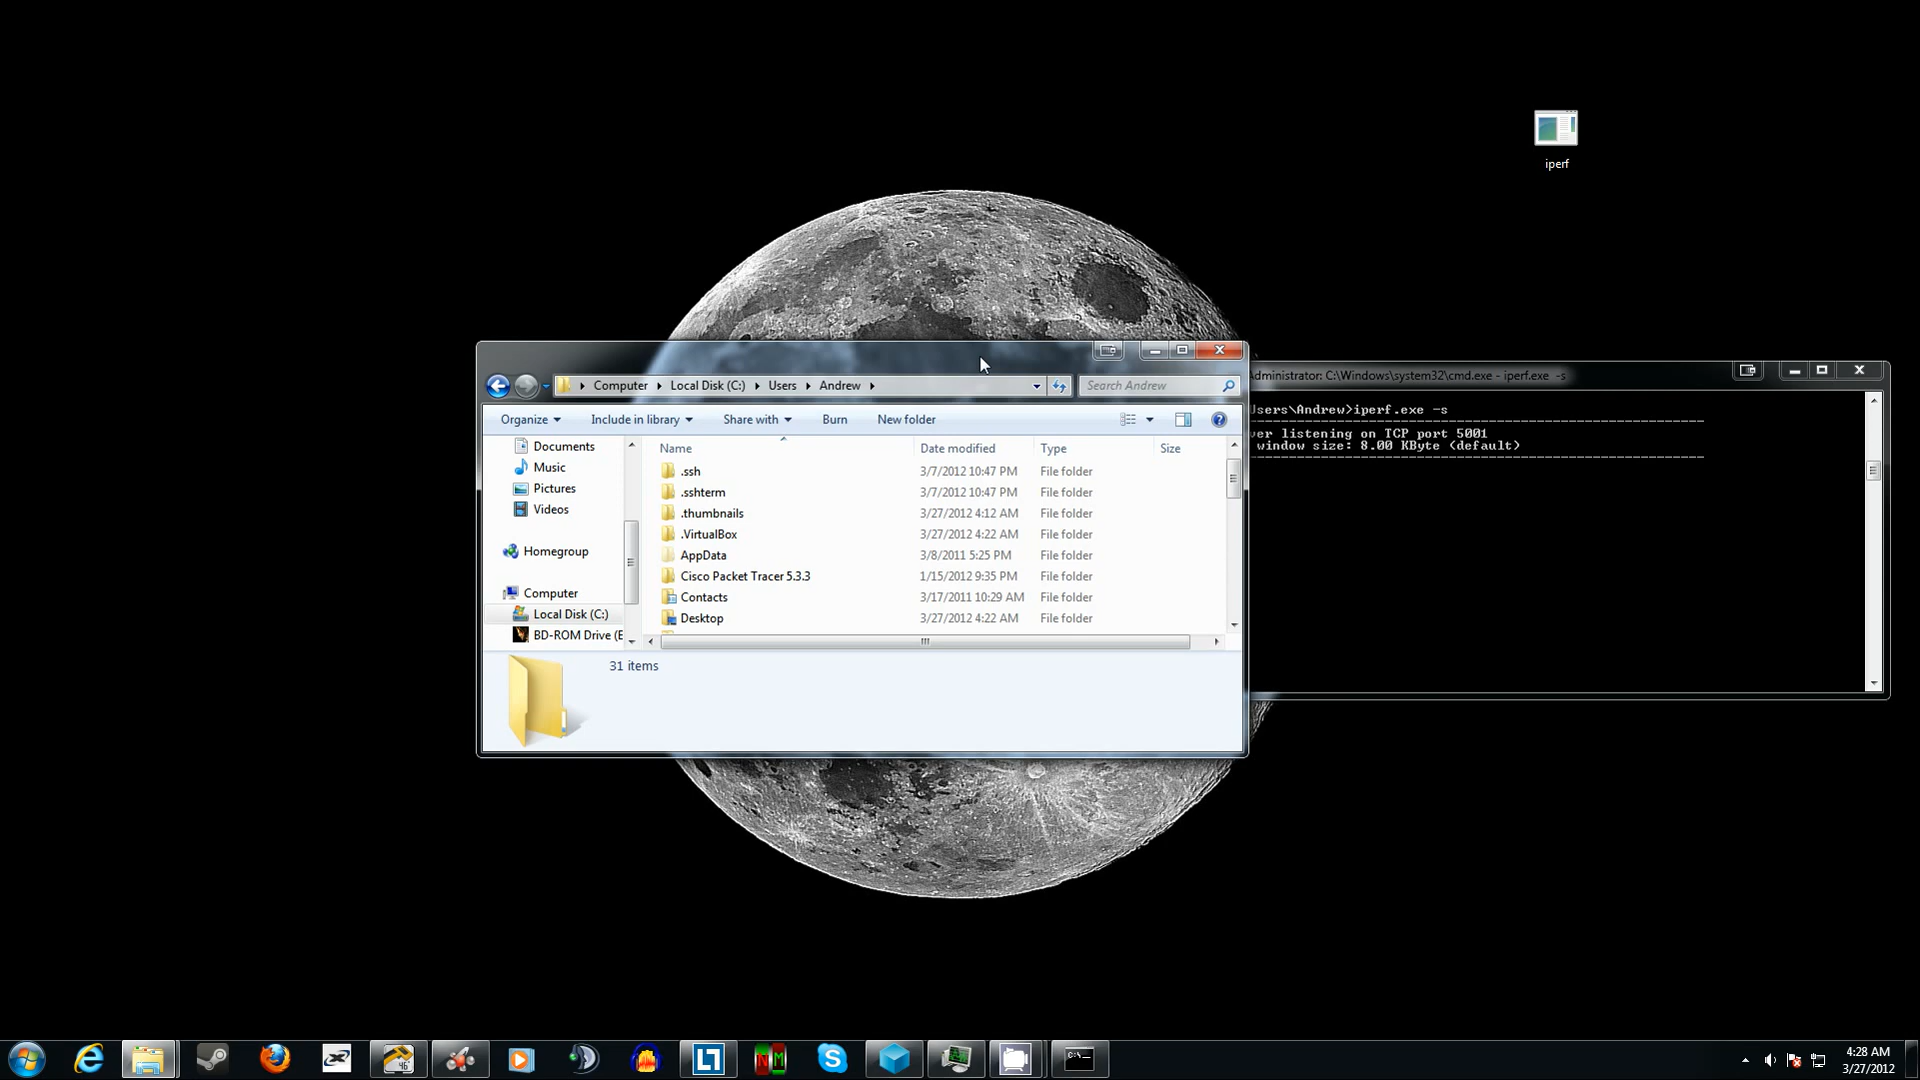 iperf
Computer Local Disk (C:) Users Andrew
Search Andrew
Administrator: C:\Windows\system32\cmd.exe - iperf.exe -s
Organize Include in library Share with Burn New folder
Documents
Music
Pictures
Videos
Homegroup
Computer
Local Disk (C:)
BD-ROM Drive (E
Name Date modified Type Size
.ssh 3/7/2012 10:47 PM File folder
.sshterm 3/7/2012 10:47 PM File folder
.thumbnails 3/27/2012 4:12 AM File folder
.VirtualBox 3/27/2012 4:22 AM File folder
AppData 3/8/2011 5:25 PM File folder
Cisco Packet Tracer 5.3.3 1/15/2012 9:35 PM File folder
Contacts 3/17/2011 10:29 AM File folder
Desktop 3/27/2012 4:22 AM File folder
31 items
Users\Andrew>iperf.exe -s
ver listening on TCP port 5001
window size: 8.00 KByte (default)
C:\_
4:28 AM
3/27/2012